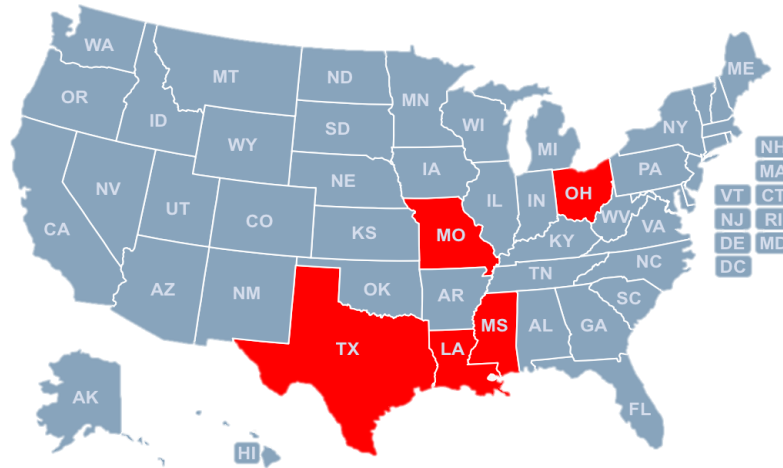 WA
MT
ND
MN
ME
OR
ID
SD
WI
NY
WY
MI
NH
IA
PA
MA
NV
NE
IL
IN
OH
VT
CT
UT
CO
WV
CA
KS
MO
VA
NJ
RI
KY
DE
MD
AZ
NM
OK
TN
NC
DC
AR
SC
TX
LA
MS
AL
GA
AK
FL
HI